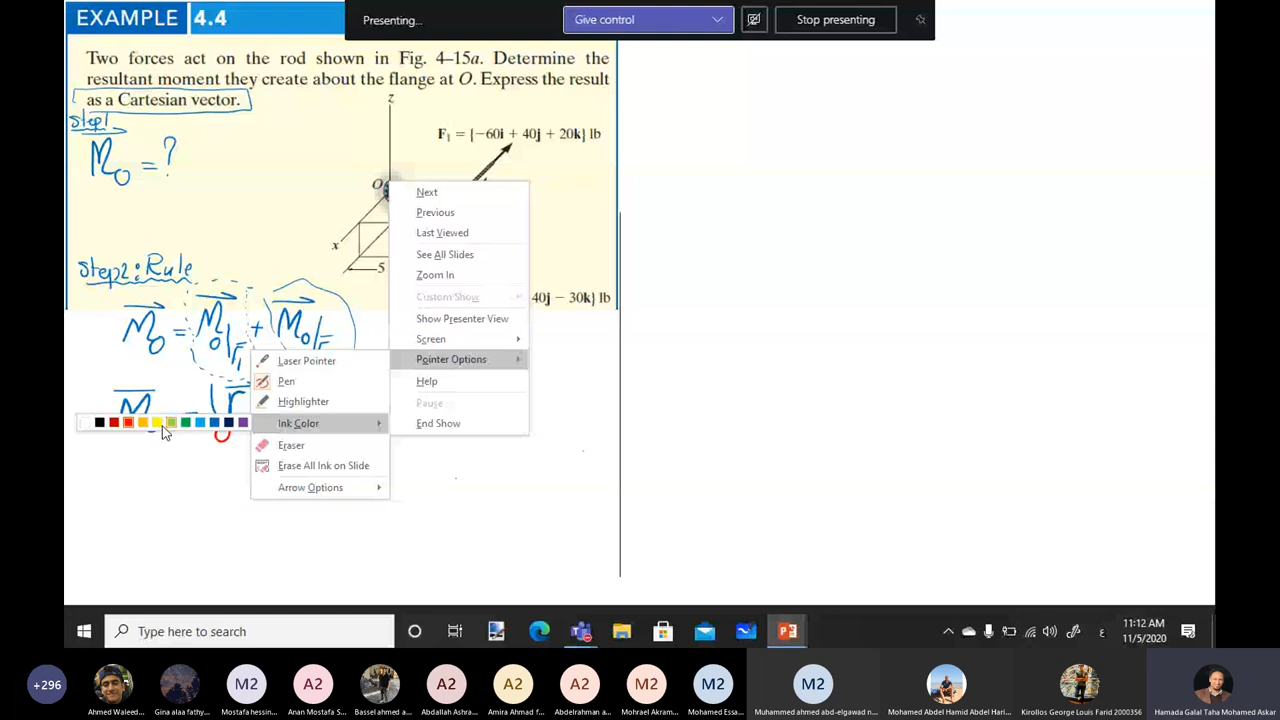 EXAMPLE 4.4
Presenting...
Give control
Stop presenting
Two forces act on the rod shown in Fig. 4–15a. Determine the
resultant moment they create about the flange at O. Express the result
as a Cartesian vector.
Step1
M_O = ?
z
F₁ = {−60i + 40j + 20k} lb
O
x
5
40j − 30k} lb
Step2: Rule
M_O = M_O|F₁ + M_O|F
M = r
O
Next
Previous
Last Viewed
See All Slides
Zoom In
Custom Show
Show Presenter View
Screen
Pointer Options
Help
Pause
End Show
Laser Pointer
Pen
Highlighter
Ink Color
Eraser
Erase All Ink on Slide
Arrow Options
Type here to search
ع
11:12 AM
11/5/2020
+296
M2
A2
M2
A2
A2
A2
M2
M2
M2
Ahmed Waleed...
Gina alaa fathy...
Mostafa hessin...
Anan Mostafa S...
Bassel ahmed a...
Abdallah Ashra...
Amira Ahmad f...
Abdelrahman a...
Mohrael Akram...
Mohamed Essa...
Muhammed ahmed abd-elgawad n...
Mohamed Abdel Hamid Abdel Hari...
Kirollos George Louis Farid 2000356
Hamada Galal Taha Mohamed Askar